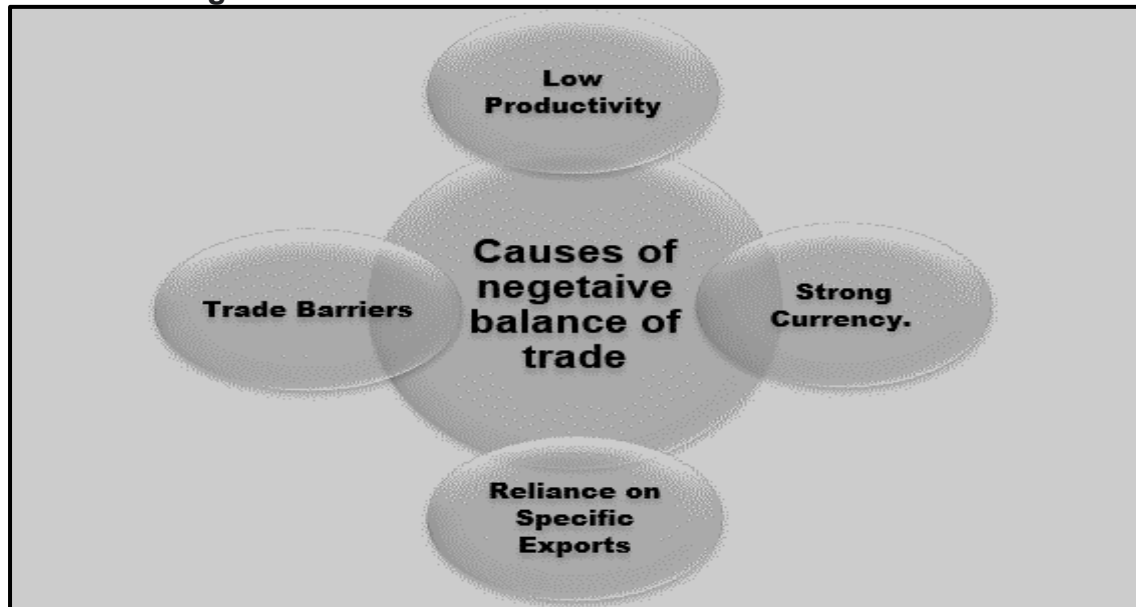 Low
Productivity
Causes of
negetaive
balance of
trade
Trade Barriers
Strong
Currency.
Reliance on
Specific
Exports